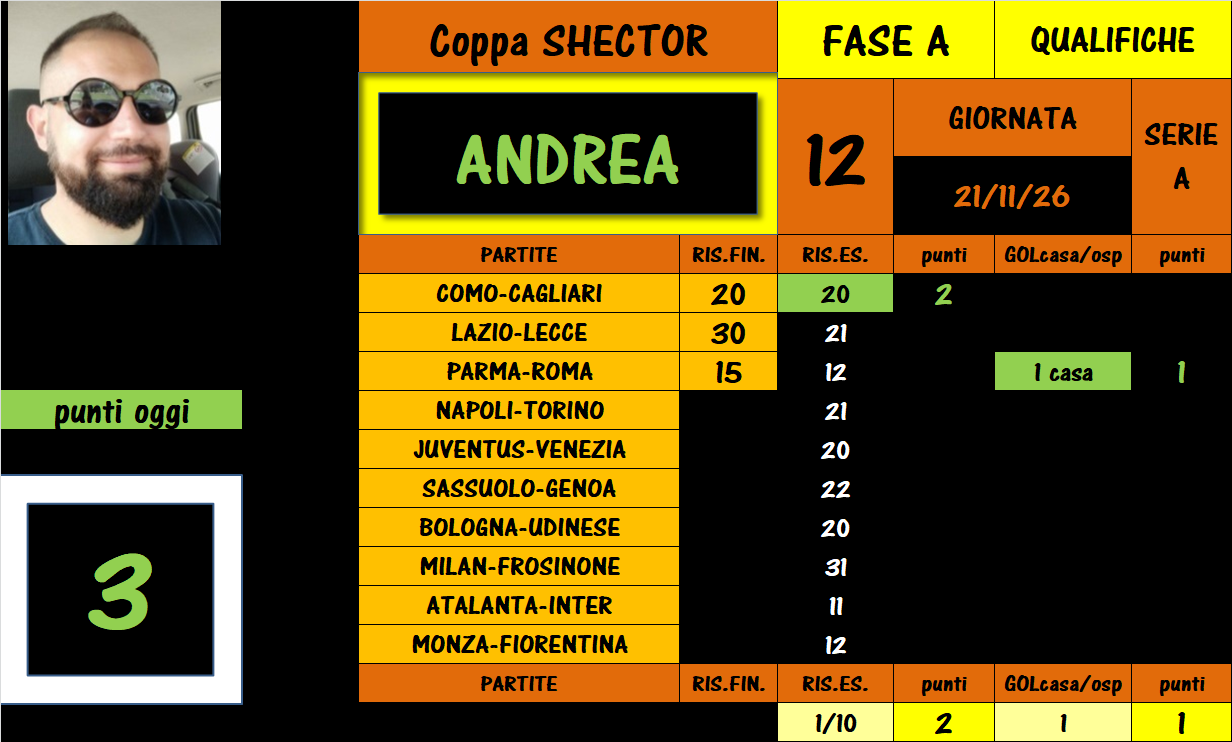 Coppa SHECTOR FASE A QUALIFICHE
ANDREA 12 GIORNATA SERIE A
21/11/26
PARTITE RIS.FIN. RIS.ES. punti GOLcasa/osp punti
COMO-CAGLIARI 20 20 2
LAZIO-LECCE 30 21
PARMA-ROMA 15 12 1 casa 1
NAPOLI-TORINO 21
punti oggi
JUVENTUS-VENEZIA 20
SASSUOLO-GENOA 22
BOLOGNA-UDINESE 20
MILAN-FROSINONE 31
3
ATALANTA-INTER 11
MONZA-FIORENTINA 12
PARTITE RIS.FIN. RIS.ES. punti GOLcasa/osp punti
1/10 2 1 1